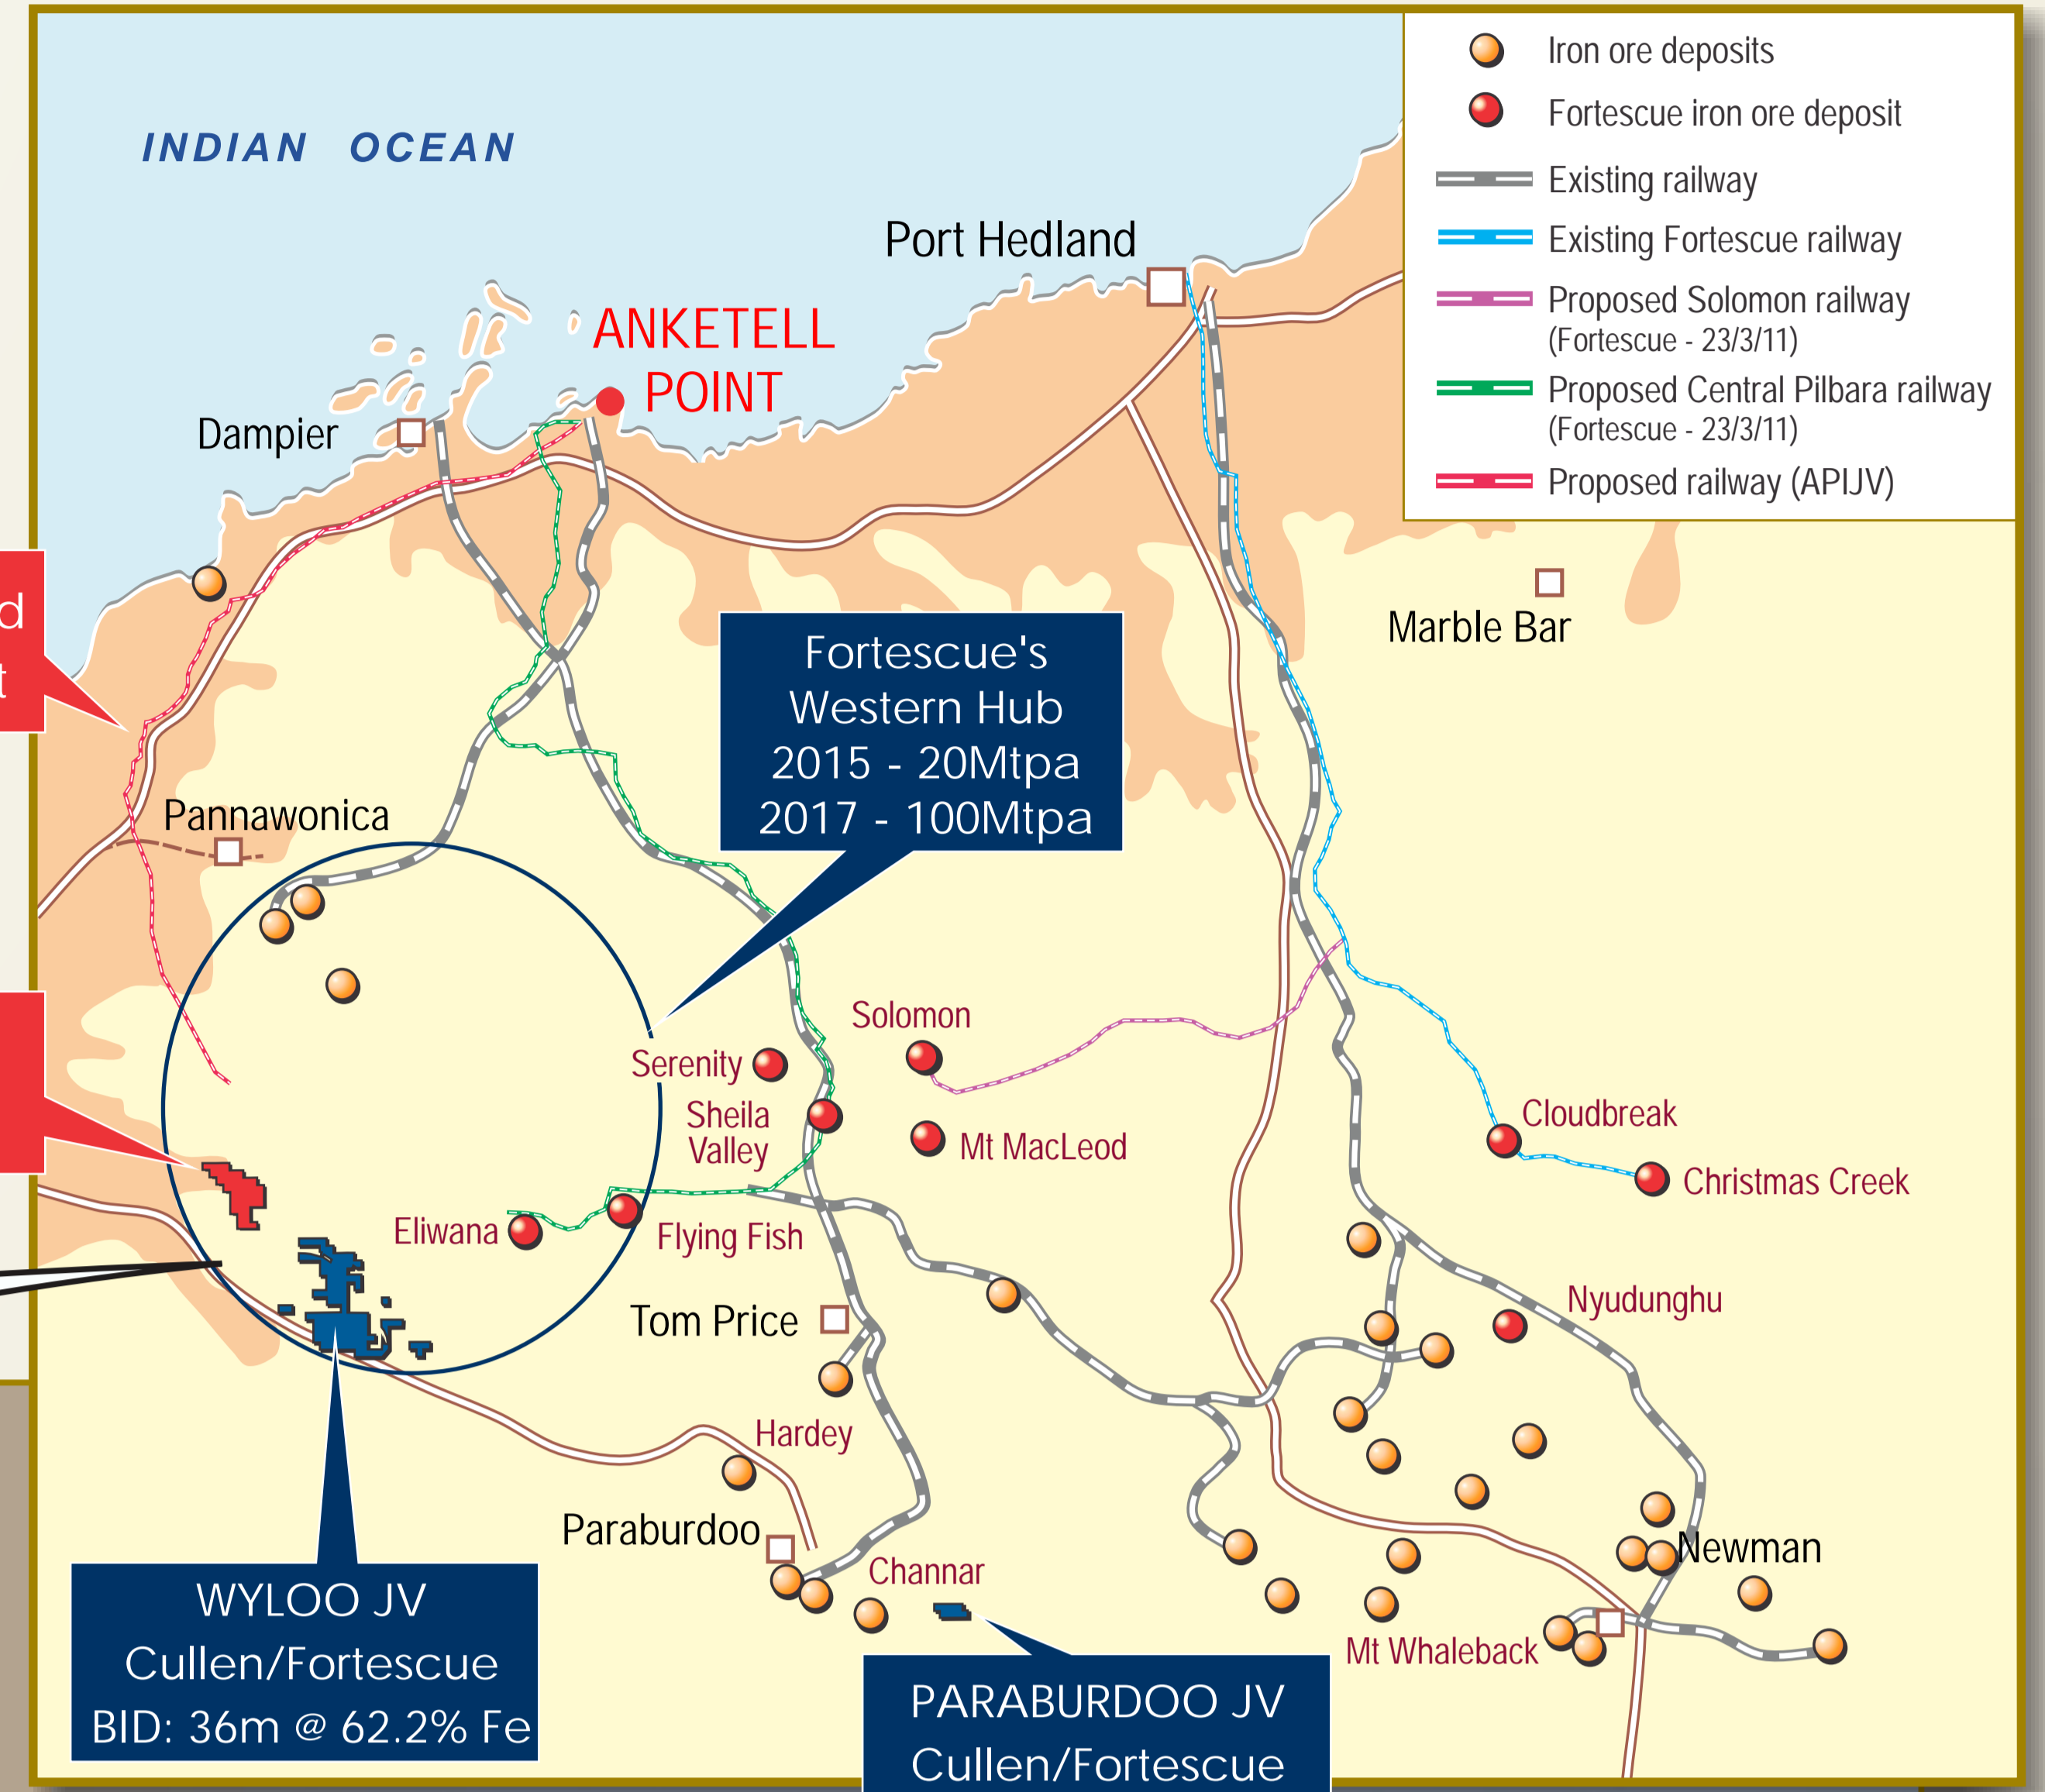 INDIAN OCEAN
Iron ore deposits
Fortescue iron ore deposit
Existing railway
Existing Fortescue railway
Proposed Solomon railway
(Fortescue - 23/3/11)
Proposed Central Pilbara railway
(Fortescue - 23/3/11)
Proposed railway (APIJV)
Port Hedland
ANKETELL
POINT
Dampier
Marble Bar
Fortescue's
Western Hub
2015 - 20Mtpa
2017 - 100Mtpa
Pannawonica
Solomon
Serenity
Sheila
Valley
Mt MacLeod
Cloudbreak
Christmas Creek
Eliwana
Flying Fish
Nyudunghu
Tom Price
Hardey
Paraburdoo
Channar
Newman
Mt Whaleback
WYLOO JV
Cullen/Fortescue
BID: 36m @ 62.2% Fe
PARABURDOO JV
Cullen/Fortescue